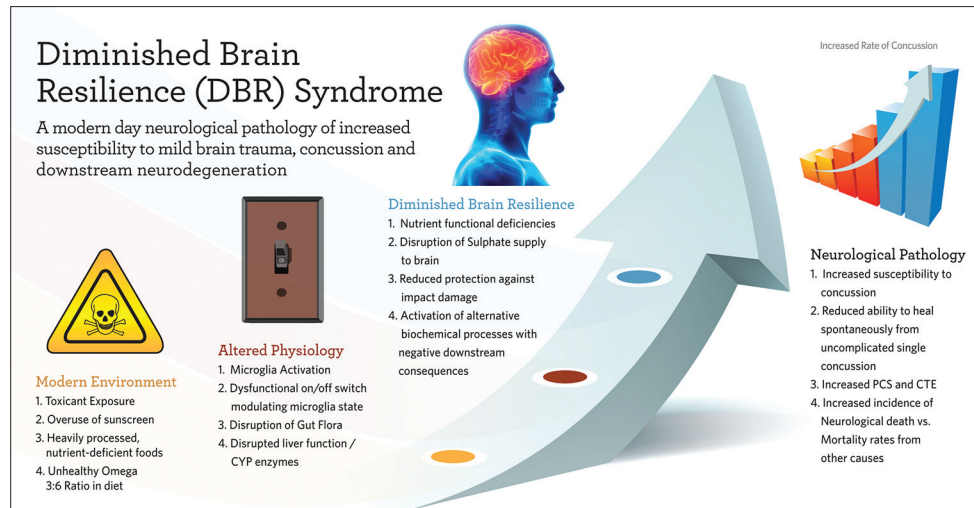 Diminished Brain
Resilience (DBR) Syndrome
A modern day neurological pathology of increased
susceptibility to mild brain trauma, concussion and
downstream neurodegeneration
Increased Rate of Concussion
Modern Environment
1. Toxicant Exposure
2. Overuse of sunscreen
3. Heavily processed,
nutrient-deficient foods
4. Unhealthy Omega
3:6 Ratio in diet
ON
Altered Physiology
1. Microglia Activation
2. Dysfunctional on/off switch
modulating microglia state
3. Disruption of Gut Flora
4. Disrupted liver function /
CYP enzymes
Diminished Brain Resilience
1. Nutrient functional deficiencies
2. Disruption of Sulphate supply
to brain
3. Reduced protection against
impact damage
4. Activation of alternative
biochemical processes with
negative downstream
consequences
Neurological Pathology
1. Increased susceptibility to
concussion
2. Reduced ability to heal
spontaneously from
uncomplicated single
concussion
3. Increased PCS and CTE
4. Increased incidence of
Neurological death vs.
Mortality rates from
other causes